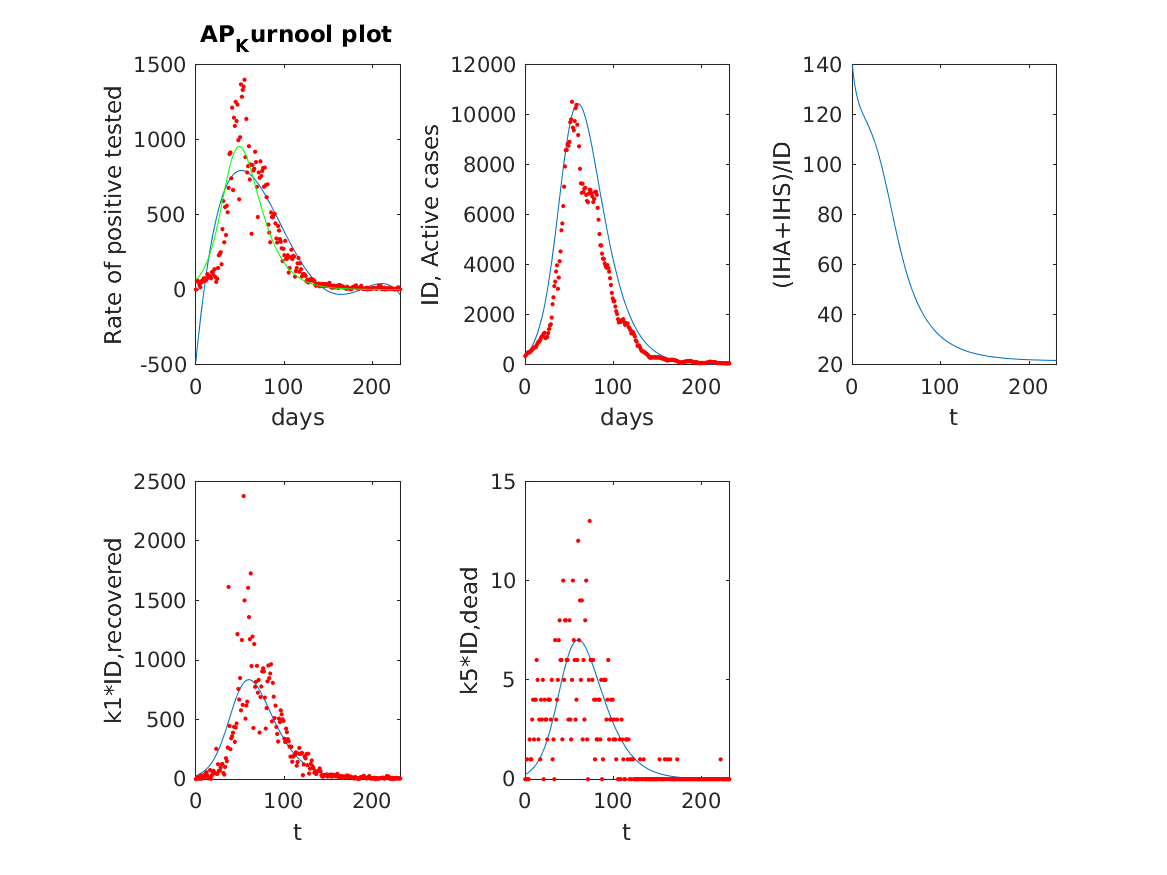 AP_Kurnool plot
1500
1000
500
0
-500
0 100 200
days
Rate of positive tested
12000
10000
8000
6000
4000
2000
0
0 100 200
days
ID, Active cases
140
120
100
80
60
40
20
0 100 200
t
(IHA+IHS)/ID
2500
2000
1500
1000
500
0
0 100 200
t
k1*ID,recovered
15
10
5
0
0 100 200
t
k5*ID,dead